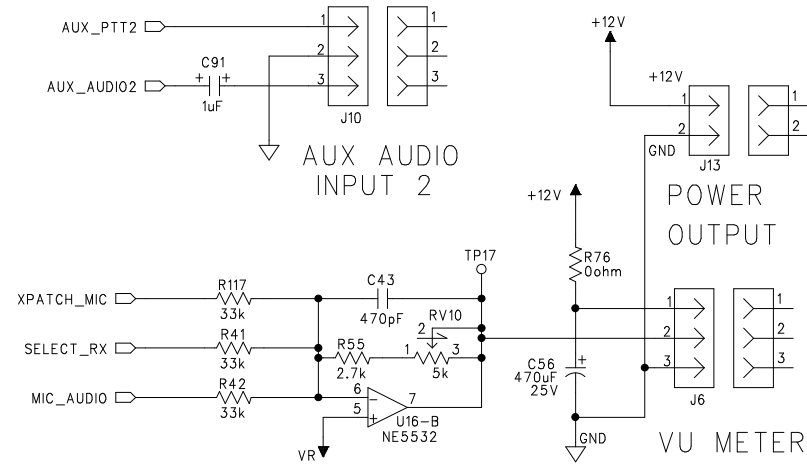 AUX_PTT2
1
1
2
2
C91
+ +
AUX_AUDIO2
3
3
1uF
J10
AUX AUDIO
INPUT 2
+12V
+12V
1
1
2
2
GND
J13
POWER
OUTPUT
+12V
R76
0ohm
TP17
XPATCH_MIC
R117
33k
C43
470pF
RV10
2
SELECT_RX
R41
33k
R55
2.7k
1
3
5k
MIC_AUDIO
R42
33k
6
-
5
+
7
U16-B
NE5532
VR
C56
+
470uF
25V
GND
1
1
2
2
3
3
J6
VU METER